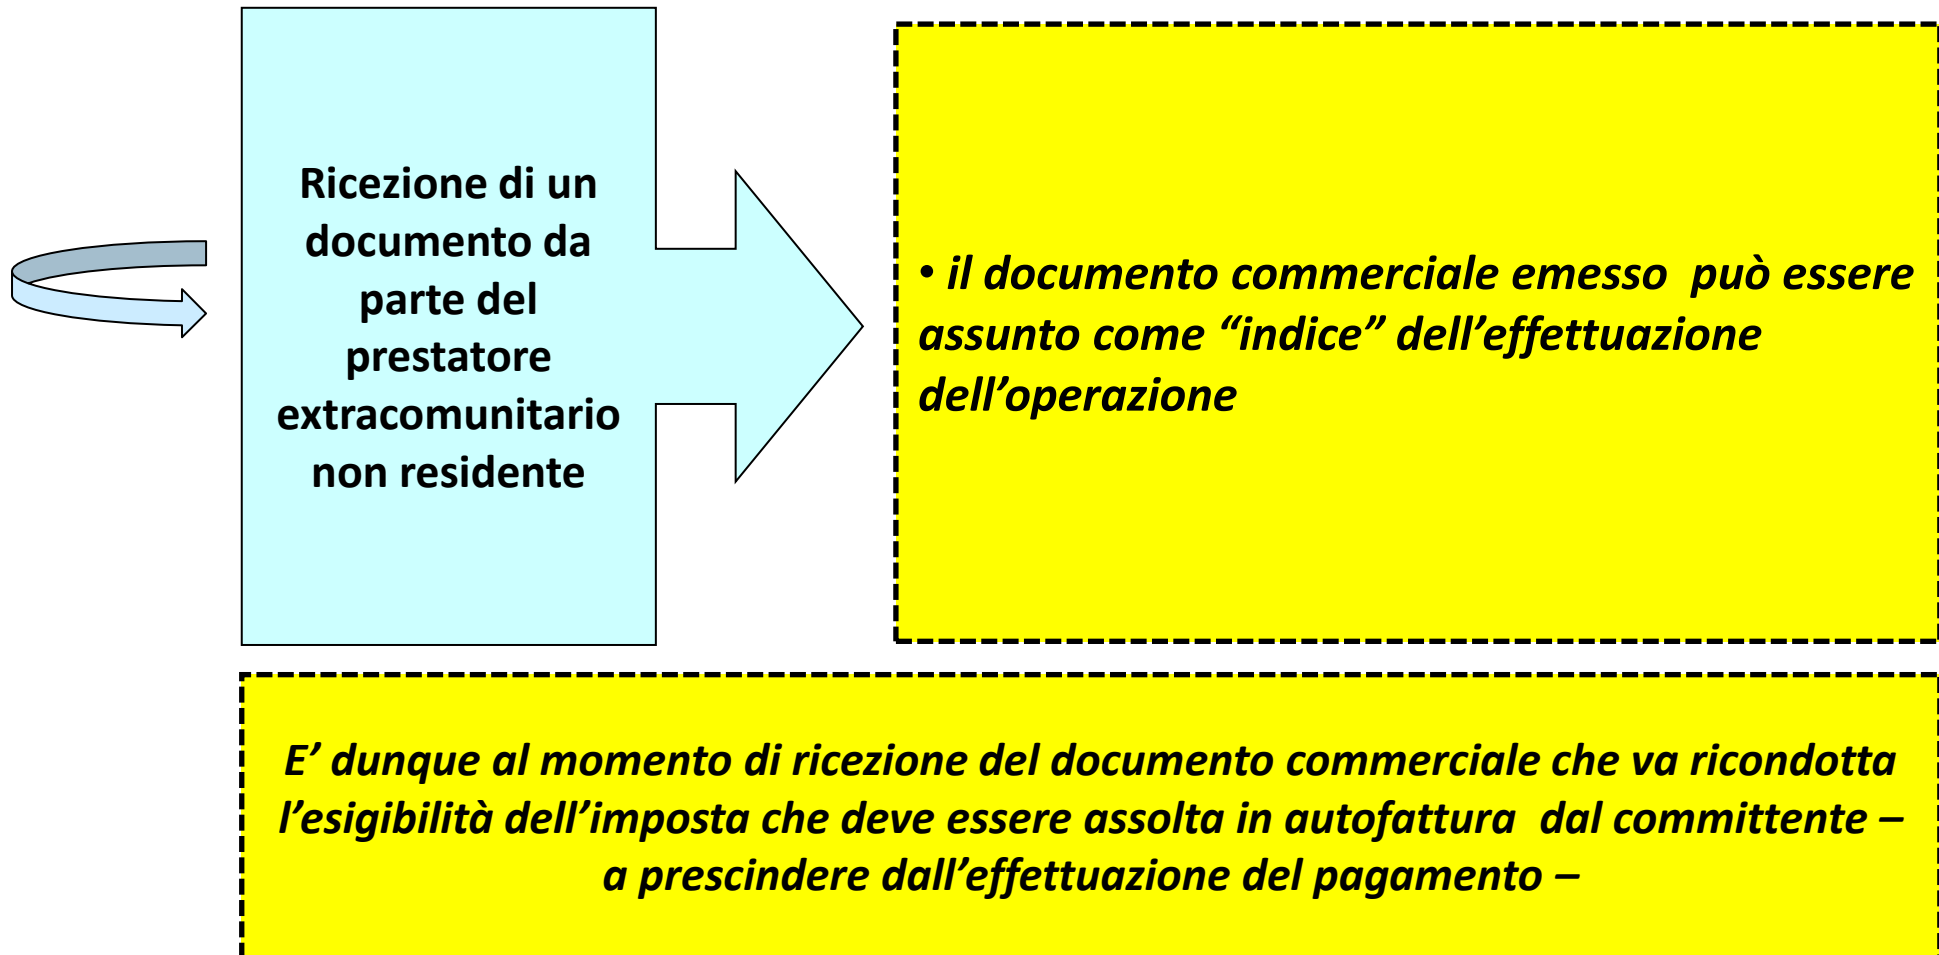 Ricezione di un
documento da
parte del
prestatore
extracomunitario
non residente
• il documento commerciale emesso può essere
assunto come “indice” dell’effettuazione
dell’operazione
E’ dunque al momento di ricezione del documento commerciale che va ricondotta
l’esigibilità dell’imposta che deve essere assolta in autofattura dal committente –
a prescindere dall’effettuazione del pagamento –